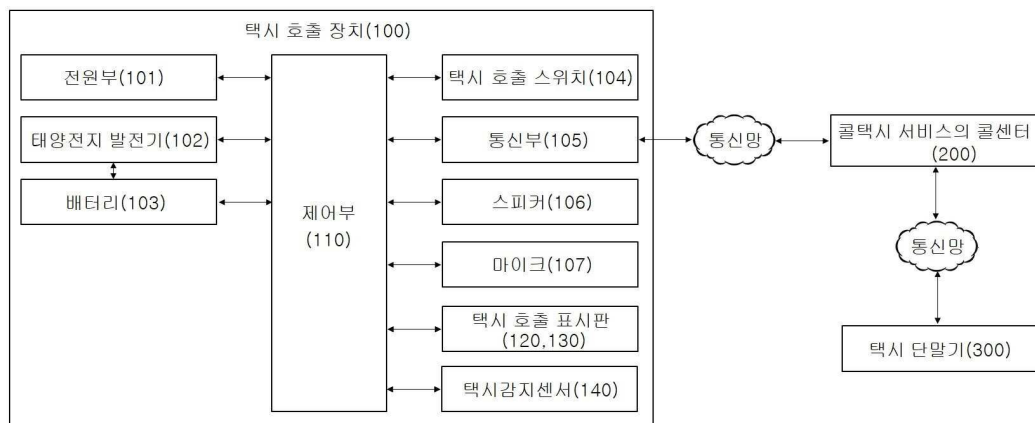 택시 호출 장치(100)
전원부(101)
태양전지 발전기(102)
배터리(103)
제어부
(110)
택시 호출 스위치(104)
통신부(105)
스피커(106)
마이크(107)
택시 호출 표시판
(120,130)
택시감지센서(140)
통신망
콜택시 서비스의 콜센터
(200)
통신망
택시 단말기(300)